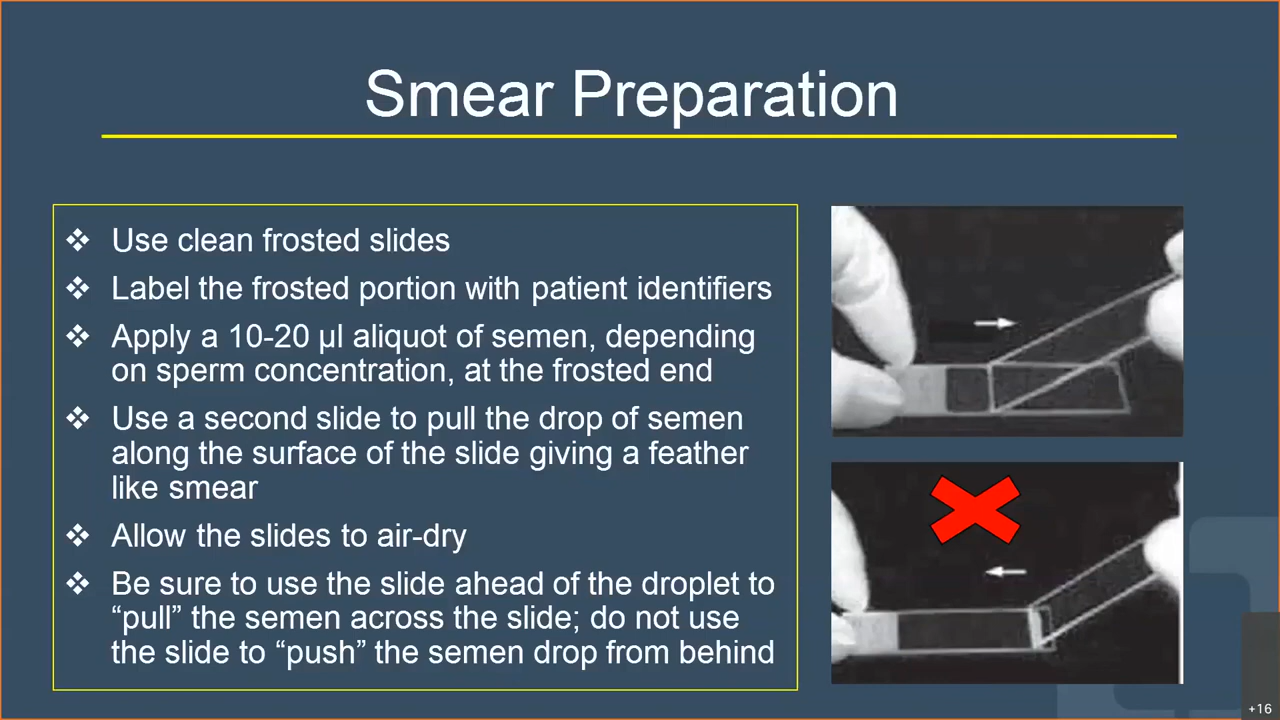 Smear Preparation
❖ Use clean frosted slides
❖ Label the frosted portion with patient identifiers
❖ Apply a 10-20 µl aliquot of semen, depending
on sperm concentration, at the frosted end
❖ Use a second slide to pull the drop of semen
along the surface of the slide giving a feather
like smear
❖ Allow the slides to air-dry
❖ Be sure to use the slide ahead of the droplet to
“pull” the semen across the slide; do not use
the slide to “push” the semen drop from behind
+16